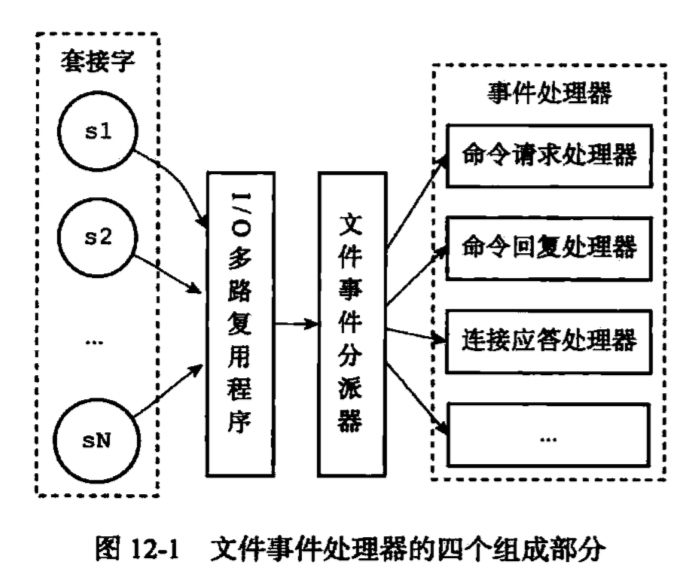 套接字
s1
s2
...
sN
I/O多路复用程序
文件事件分派器
事件处理器
命令请求处理器
命令回复处理器
连接应答处理器
...
图 12-1 文件事件处理器的四个组成部分